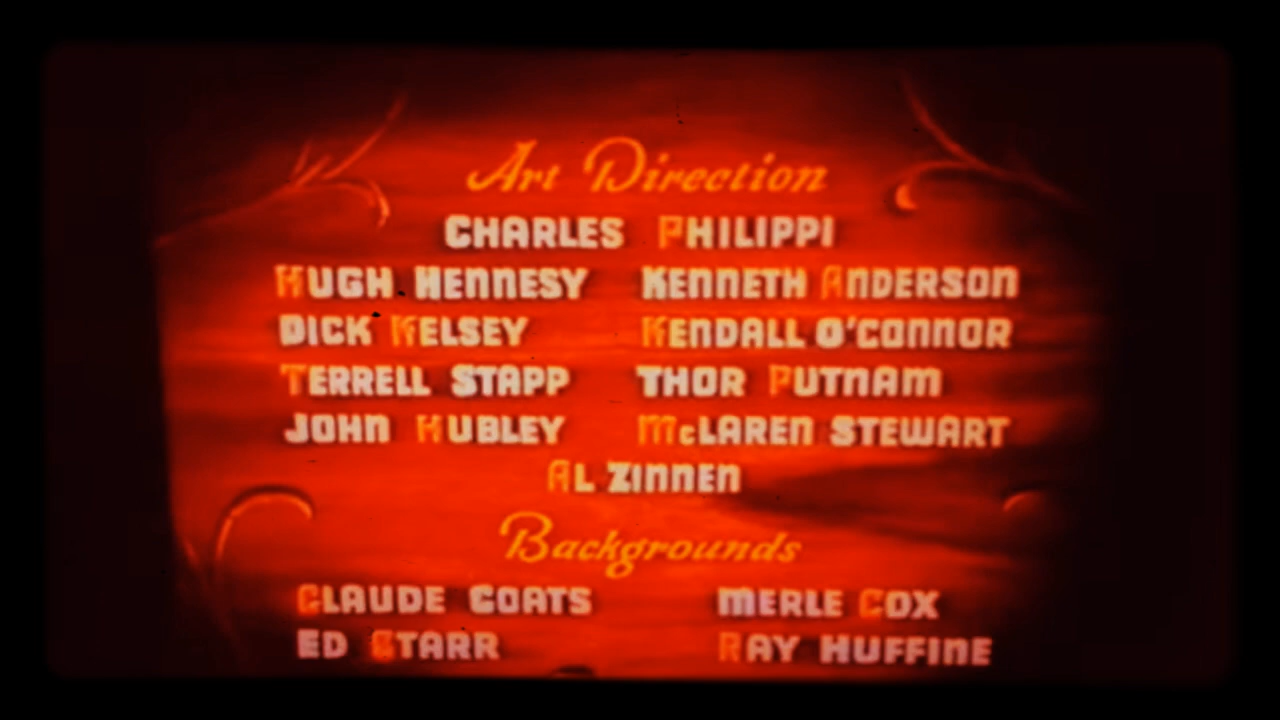 Art Direction
CHARLES PHILIPPI
HUGH HENNESY KENNETH ANDERSON
DICK KELSEY KENDALL O'CONNOR
TERRELL STAPP THOR PUTNAM
JOHN HUBLEY McLAREN STEWART
AL ZINNEN
Backgrounds
CLAUDE COATS MERLE COX
ED STARR RAY HUFFINE